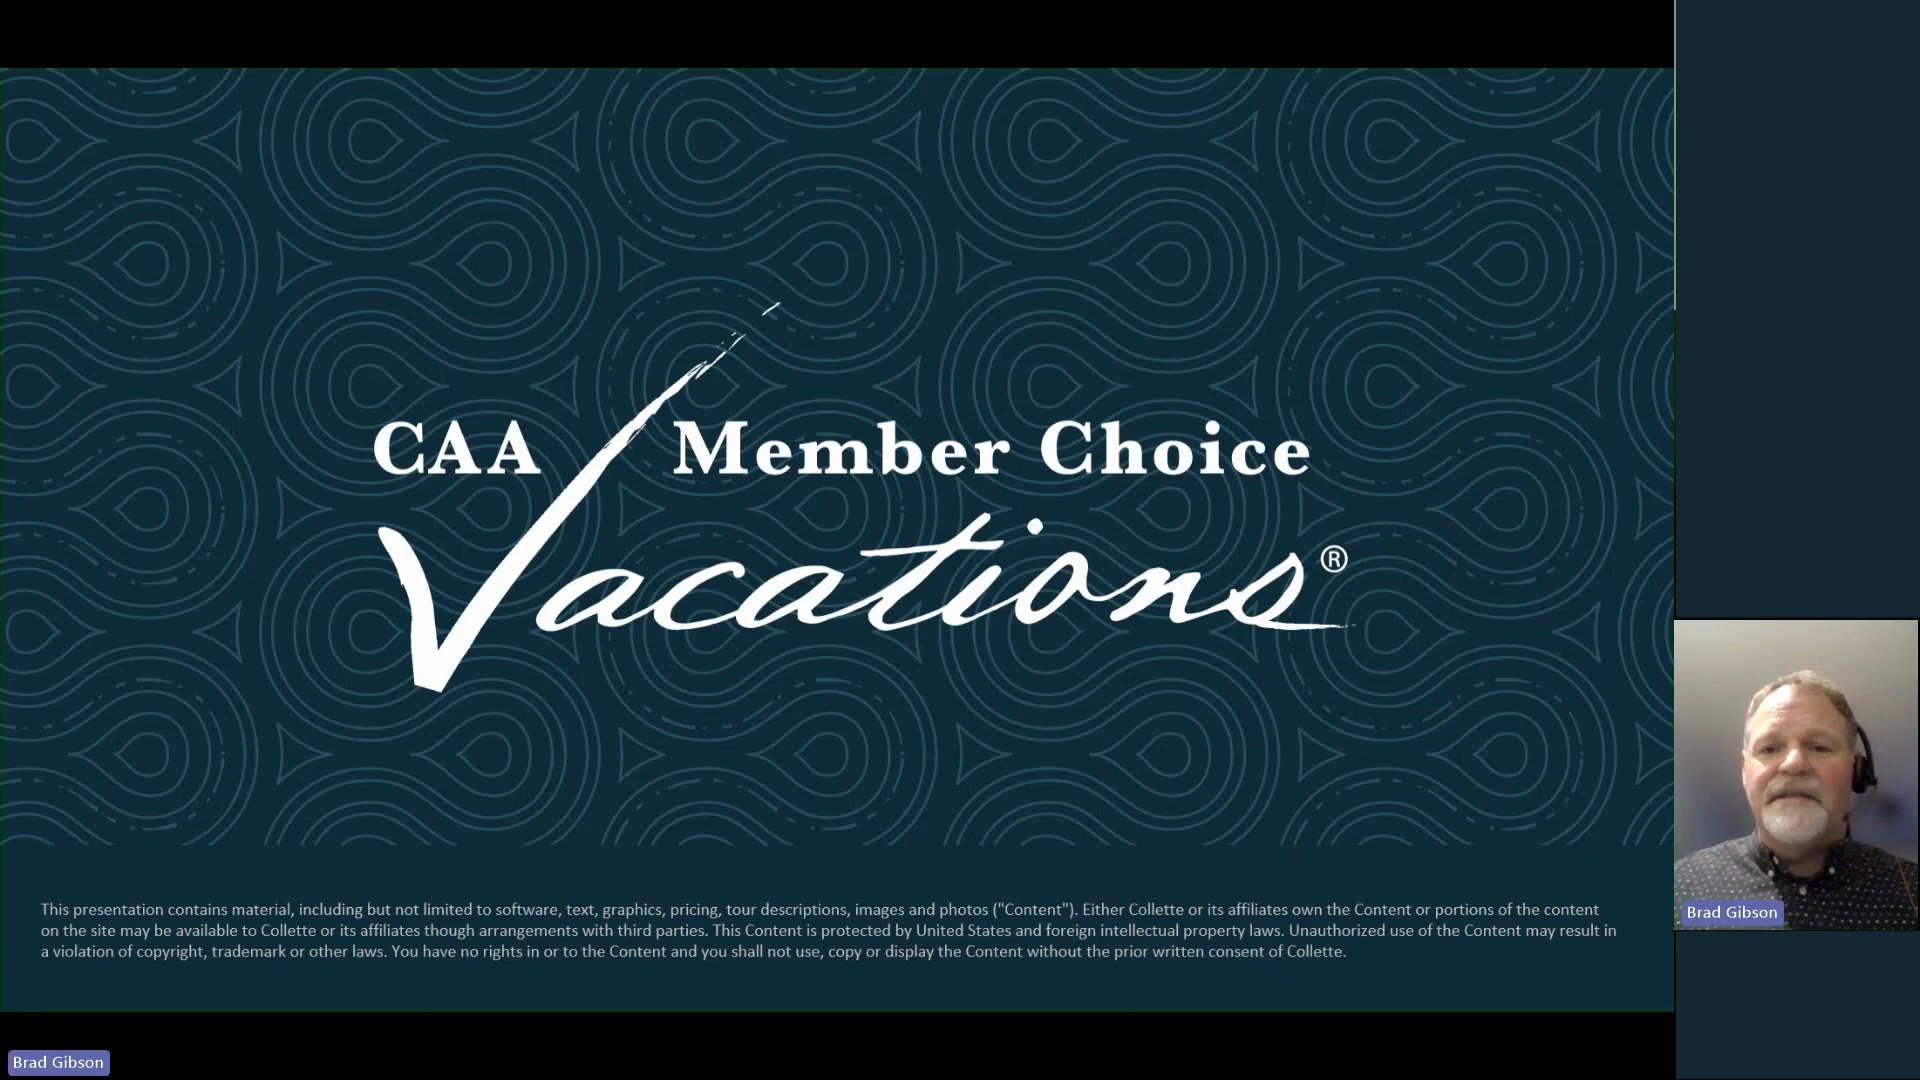 CAA Member Choice
Vacations®
This presentation contains material, including but not limited to software, text, graphics, pricing, tour descriptions, images and photos ("Content"). Either Collette or its affiliates own the Content or portions of the content
on the site may be available to Collette or its affiliates though arrangements with third parties. This Content is protected by United States and foreign intellectual property laws. Unauthorized use of the Content may result in
a violation of copyright, trademark or other laws. You have no rights in or to the Content and you shall not use, copy or display the Content without the prior written consent of Collette.
Brad Gibson
Brad Gibson